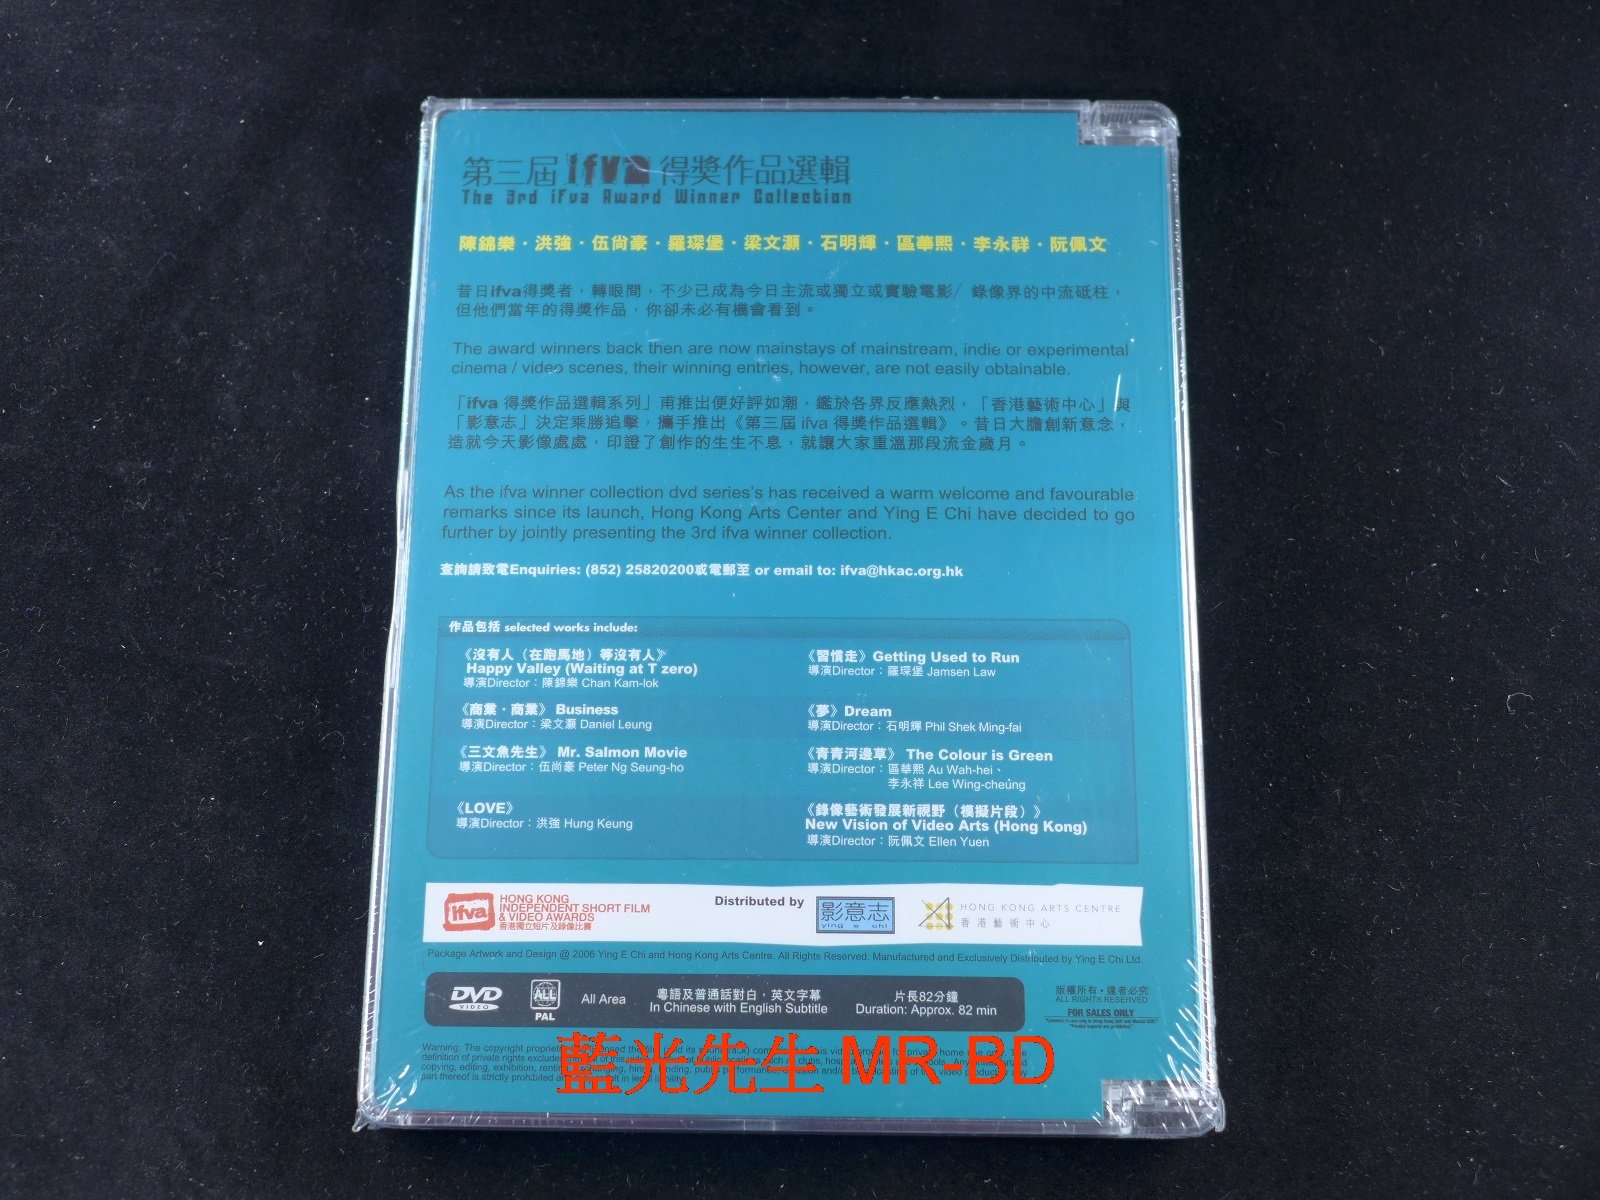 第三屆 ifva 得獎作品選輯
The 3rd iFva Award Winner Collection
陳錦樂・洪強・伍尚豪・羅琛堡・梁文灝・石明輝・區華熙・李永祥・阮佩文
昔日ifva得獎者，轉眼間，不少已成為今日主流或獨立或實驗電影/ 錄像界的中流砥柱，
但他們當年的得獎作品，你卻未必有機會看到。
The award winners back then are now mainstays of mainstream, indie or experimental
cinema / video scenes, their winning entries, however, are not easily obtainable.
「ifva 得獎作品選輯系列」甫推出便好評如潮，鑑於各界反應熱烈，「香港藝術中心」與
「影意志」決定乘勝追擊，攜手推出《第三屆 ifva 得獎作品選輯》。昔日大膽創新意念，
造就今天影像處處，印證了創作的生生不息，就讓大家重溫那段流金歲月。
As the ifva winner collection dvd series's has received a warm welcome and favourable
remarks since its launch, Hong Kong Arts Center and Ying E Chi have decided to go
further by jointly presenting the 3rd ifva winner collection.
查詢請致電Enquiries: (852) 25820200或電郵至 or email to: ifva@hkac.org.hk
作品包括 selected works include:
《沒有人（在跑馬地）等沒有人》
Happy Valley (Waiting at T zero)
導演Director：陳錦樂 Chan Kam-lok
《商業・商業》 Business
導演Director：梁文灝 Daniel Leung
《三文魚先生》 Mr. Salmon Movie
導演Director：伍尚豪 Peter Ng Seung-ho
《LOVE》
導演Director：洪強 Hung Keung
《習慣走》Getting Used to Run
導演Director：羅琛堡 Jamsen Law
《夢》Dream
導演Director：石明輝 Phil Shek Ming-fai
《青青河邊草》 The Colour is Green
導演Director：區華熙 Au Wah-hei、
李永祥 Lee Wing-cheung
《錄像藝術發展新視野（模擬片段）》
New Vision of Video Arts (Hong Kong)
導演Director：阮佩文 Ellen Yuen
ifva
HONG KONG
INDEPENDENT SHORT FILM
& VIDEO AWARDS
香港獨立短片及錄像比賽
Distributed by
影意志
ying e chi
HONG KONG ARTS CENTRE
香港藝術中心
Package Artwork and Design @ 2006 Ying E Chi and Hong Kong Arts Centre. All Rights Reserved. Manufactured and Exclusively Distributed by Ying E Chi Ltd.
DVD
VIDEO
ALL
PAL
All Area
粵語及普通話對白，英文字幕
In Chinese with English Subtitle
片長82分鐘
Duration: Approx. 82 min
版權所有・違者必究
ALL RIGHTS RESERVED
FOR SALES ONLY
Warning: The copyright
definition of private rights
copying, editing, exhibition,
part thereof is strictly prohibited
藍光先生 MR-BD